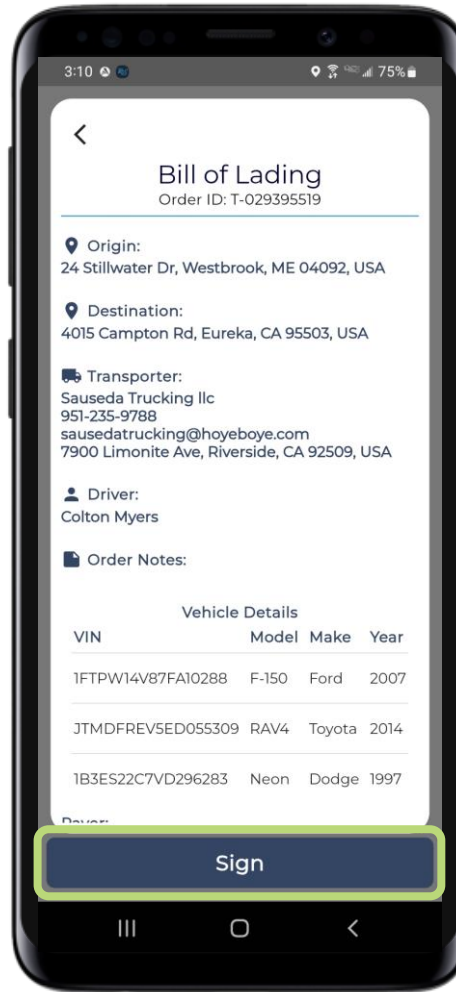 3:10 75%
Bill of Lading
Order ID: T-029395519
Origin:
24 Stillwater Dr, Westbrook, ME 04092, USA
Destination:
4015 Campton Rd, Eureka, CA 95503, USA
Transporter:
Sauseda Trucking llc
951-235-9788
sausedatrucking@hoyeboye.com
7900 Limonite Ave, Riverside, CA 92509, USA
Driver:
Colton Myers
Order Notes:
Vehicle Details
VIN Model Make Year
1FTPW14V87FA10288 F-150 Ford 2007
JTMDFREV5ED055309 RAV4 Toyota 2014
1B3ES22C7VD296283 Neon Dodge 1997
Sign